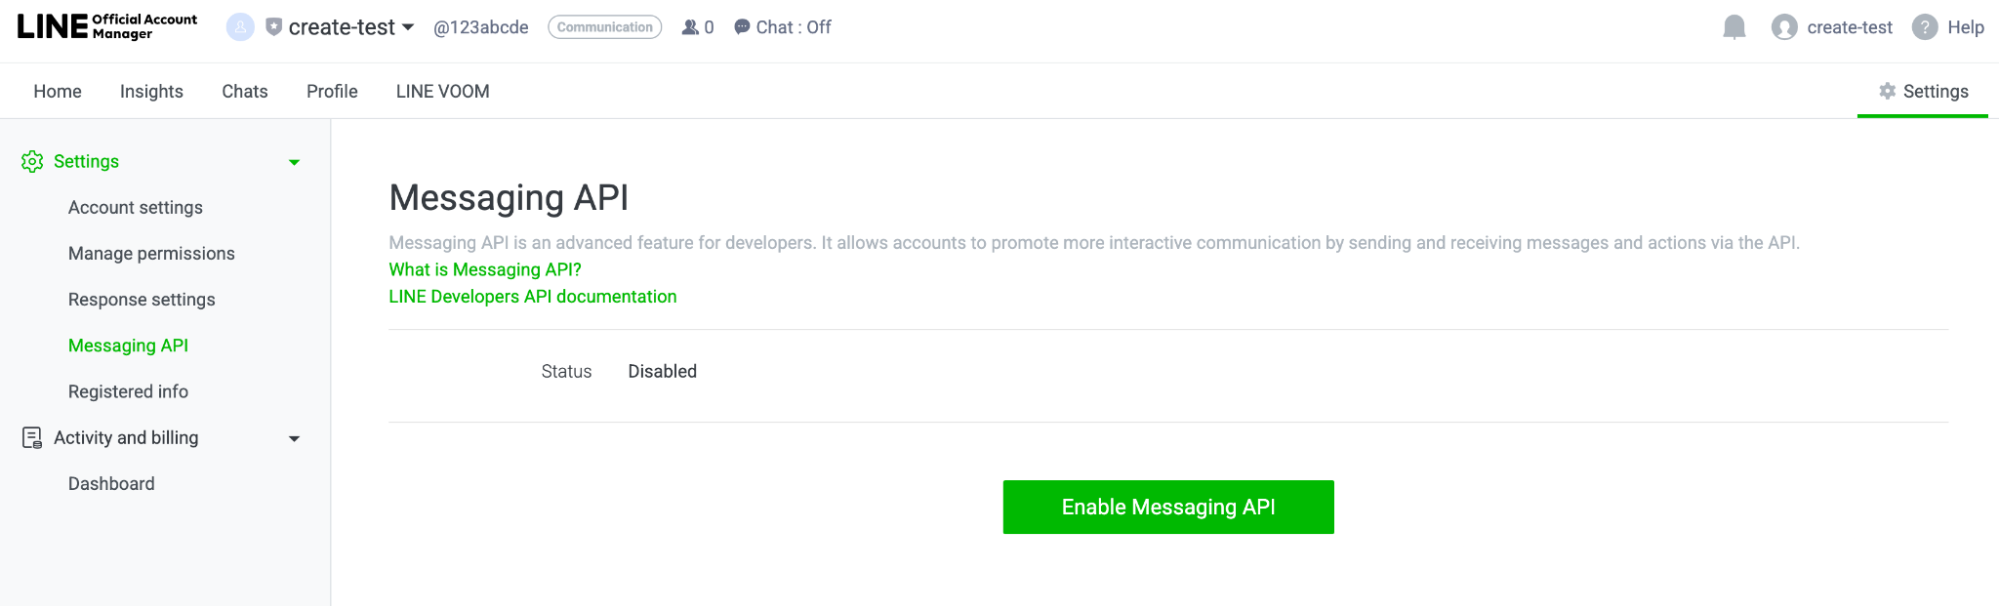 LINE Official Account Manager
create-test
@123abcde
Communication
0
Chat : Off
create-test
? Help
Home
Insights
Chats
Profile
LINE VOOM
Settings
Settings
Account settings
Manage permissions
Response settings
Messaging API
Registered info
Activity and billing
Dashboard
Messaging API
Messaging API is an advanced feature for developers. It allows accounts to promote more interactive communication by sending and receiving messages and actions via the API.
What is Messaging API?
LINE Developers API documentation
Status Disabled
Enable Messaging API